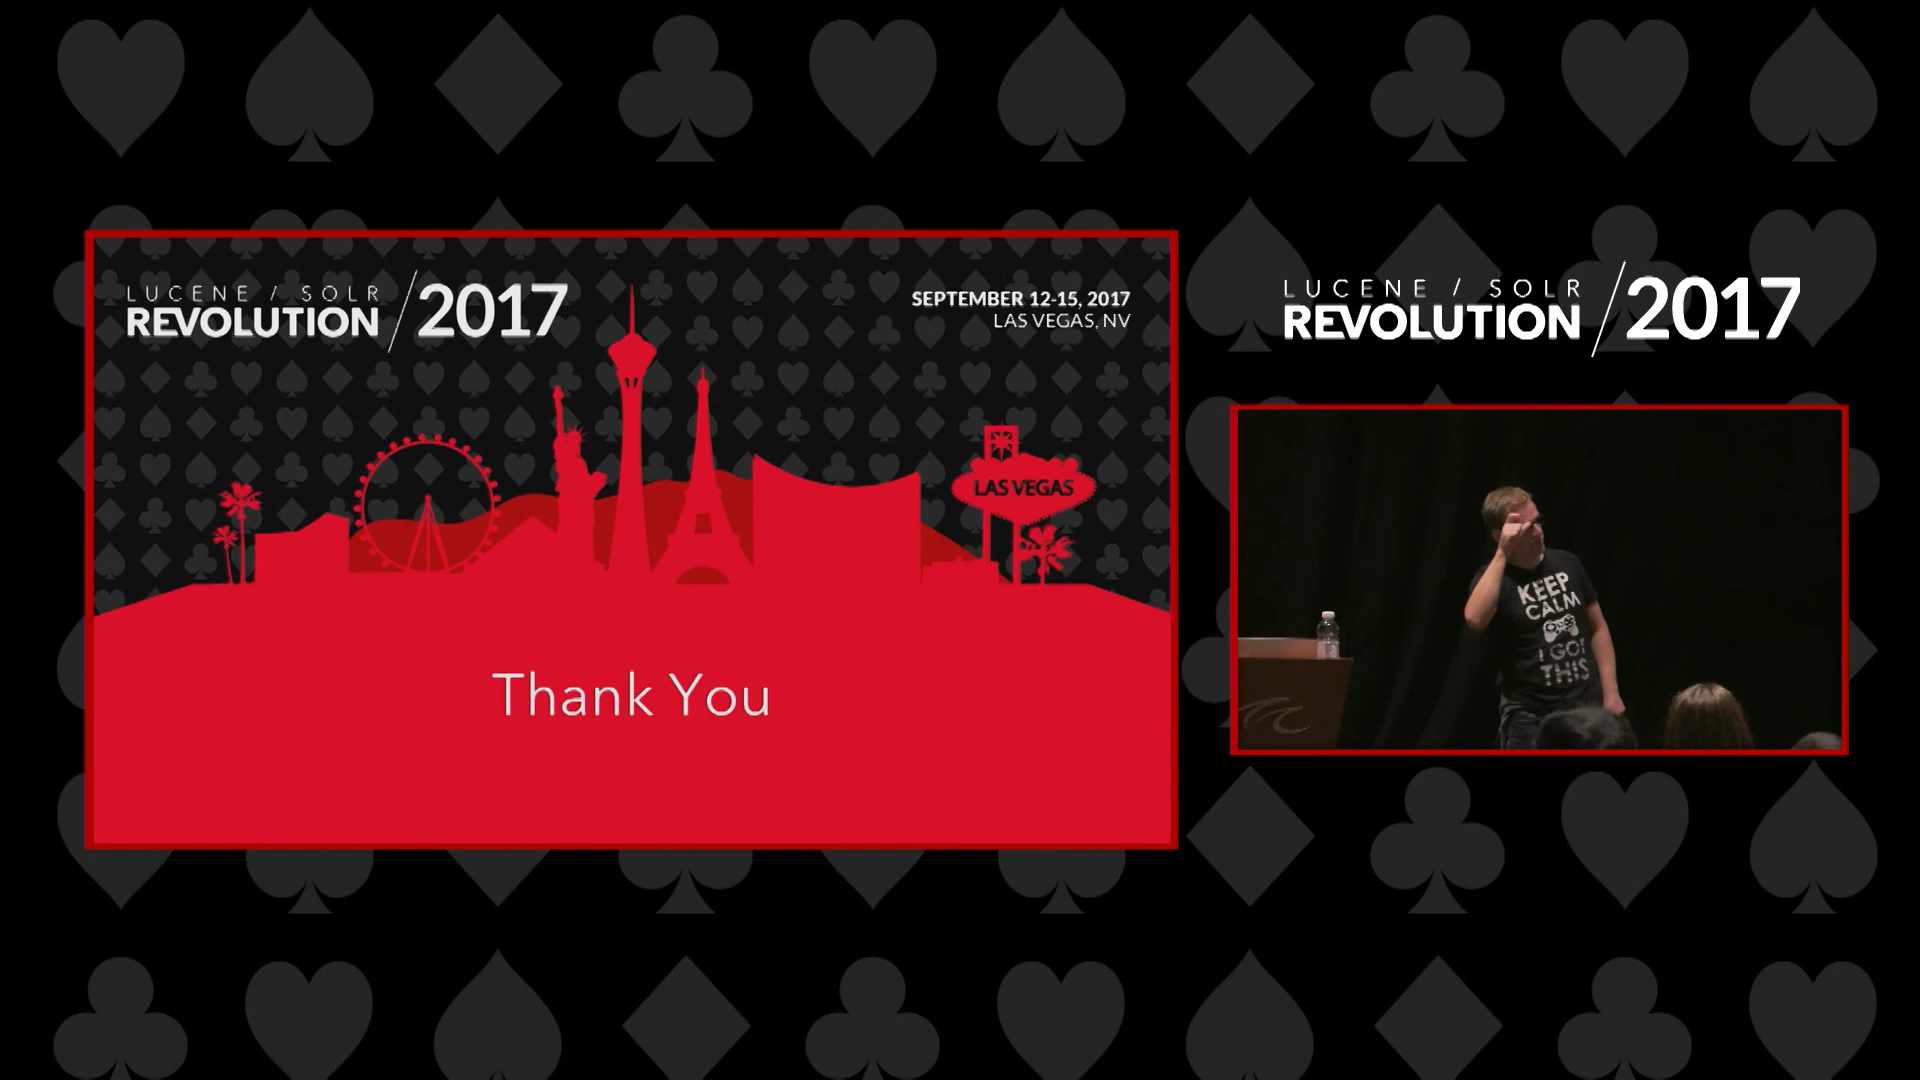 LUCENE / SOLR
REVOLUTION / 2017
SEPTEMBER 12-15, 2017
LAS VEGAS, NV
LAS VEGAS
Thank You
LUCENE / SOLR
REVOLUTION / 2017
KEEP
CALM
I GOT
THIS